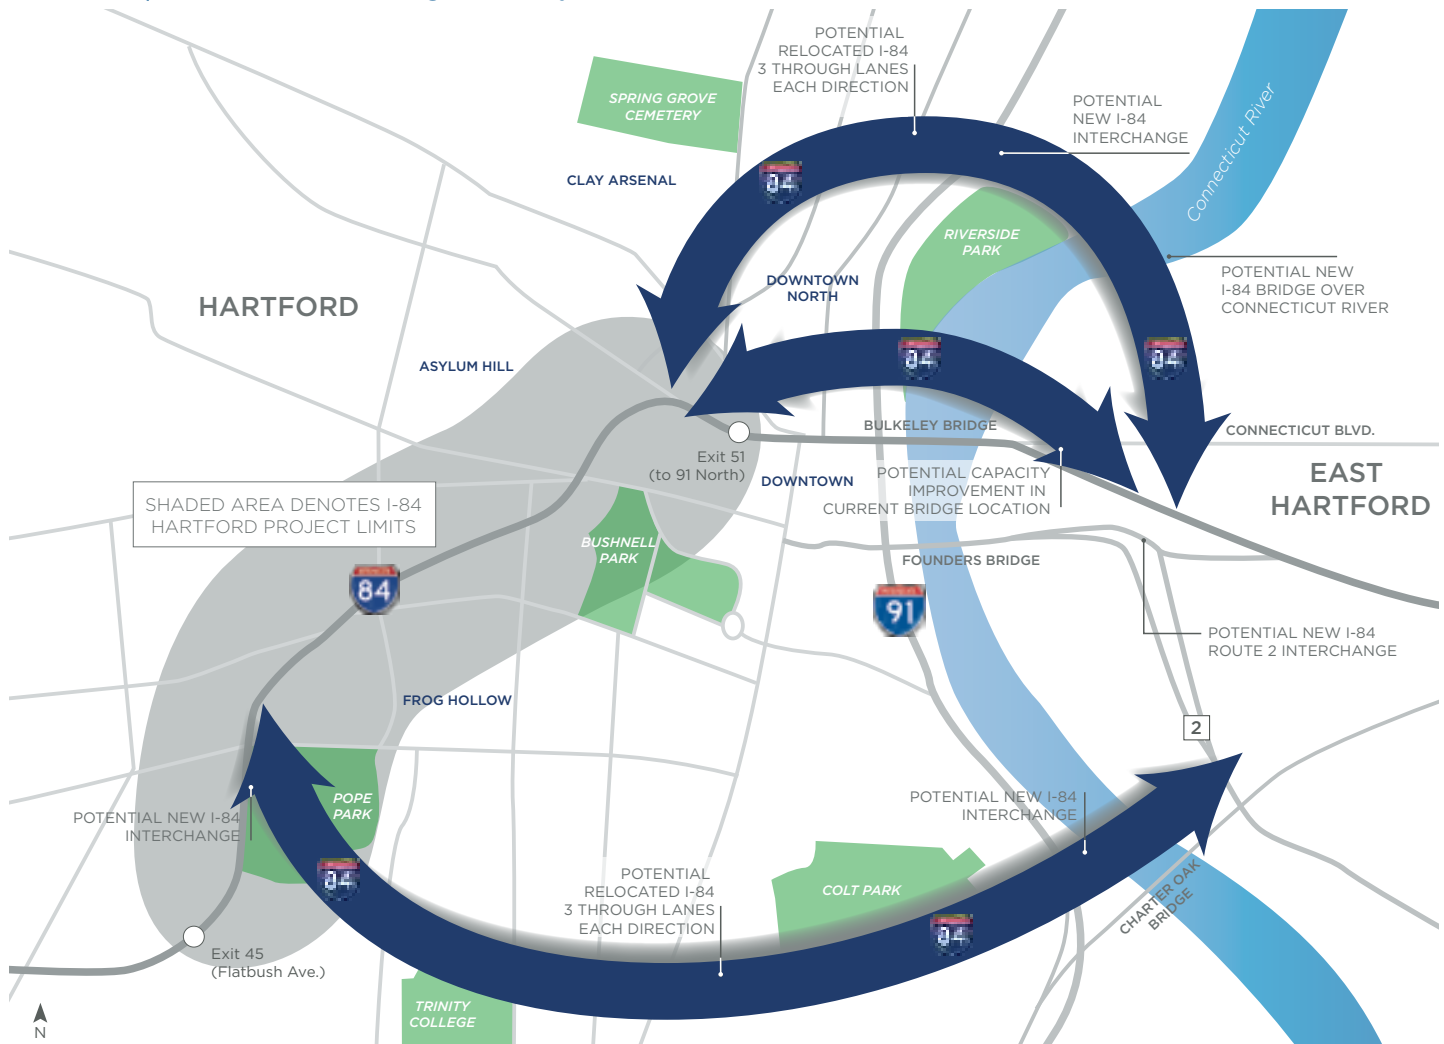 POTENTIAL
RELOCATED I-84
3 THROUGH LANES
EACH DIRECTION
SPRING GROVE
CEMETERY
POTENTIAL
NEW I-84
INTERCHANGE
Connecticut River
CLAY ARSENAL
84
RIVERSIDE
PARK
POTENTIAL NEW
I-84 BRIDGE OVER
CONNECTICUT RIVER
DOWNTOWN
NORTH
HARTFORD
84
84
ASYLUM HILL
BULKELEY BRIDGE
CONNECTICUT BLVD.
Exit 51
(to 91 North)
DOWNTOWN
POTENTIAL CAPACITY
IMPROVEMENT IN
CURRENT BRIDGE LOCATION
EAST
HARTFORD
SHADED AREA DENOTES I-84
HARTFORD PROJECT LIMITS
BUSHNELL
PARK
FOUNDERS BRIDGE
84
91
POTENTIAL NEW I-84
ROUTE 2 INTERCHANGE
FROG HOLLOW
2
POTENTIAL NEW I-84
INTERCHANGE
POPE
PARK
POTENTIAL NEW I-84
INTERCHANGE
84
POTENTIAL
RELOCATED I-84
3 THROUGH LANES
EACH DIRECTION
COLT PARK
CHARTER OAK
BRIDGE
84
Exit 45
(Flatbush Ave.)
TRINITY
COLLEGE
N